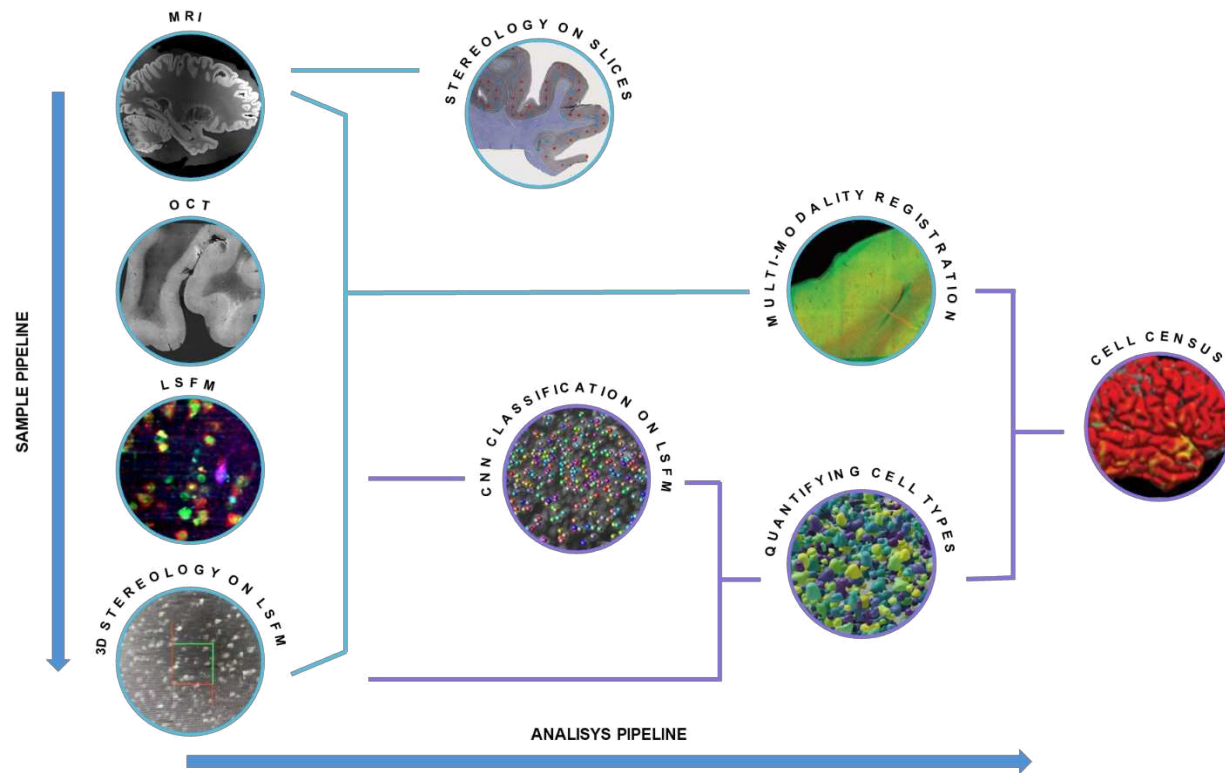 MRI
STEREOLOGY ON SLICES
OCT
MULTI-MODALITY REGISTRATION
SAMPLE PIPELINE
LSFM
CNN CLASSIFICATION ON LSFM
CELL CENSUS
QUANTIFYING CELL TYPES
3D STEREOLOGY ON LSFM
ANALISYS PIPELINE